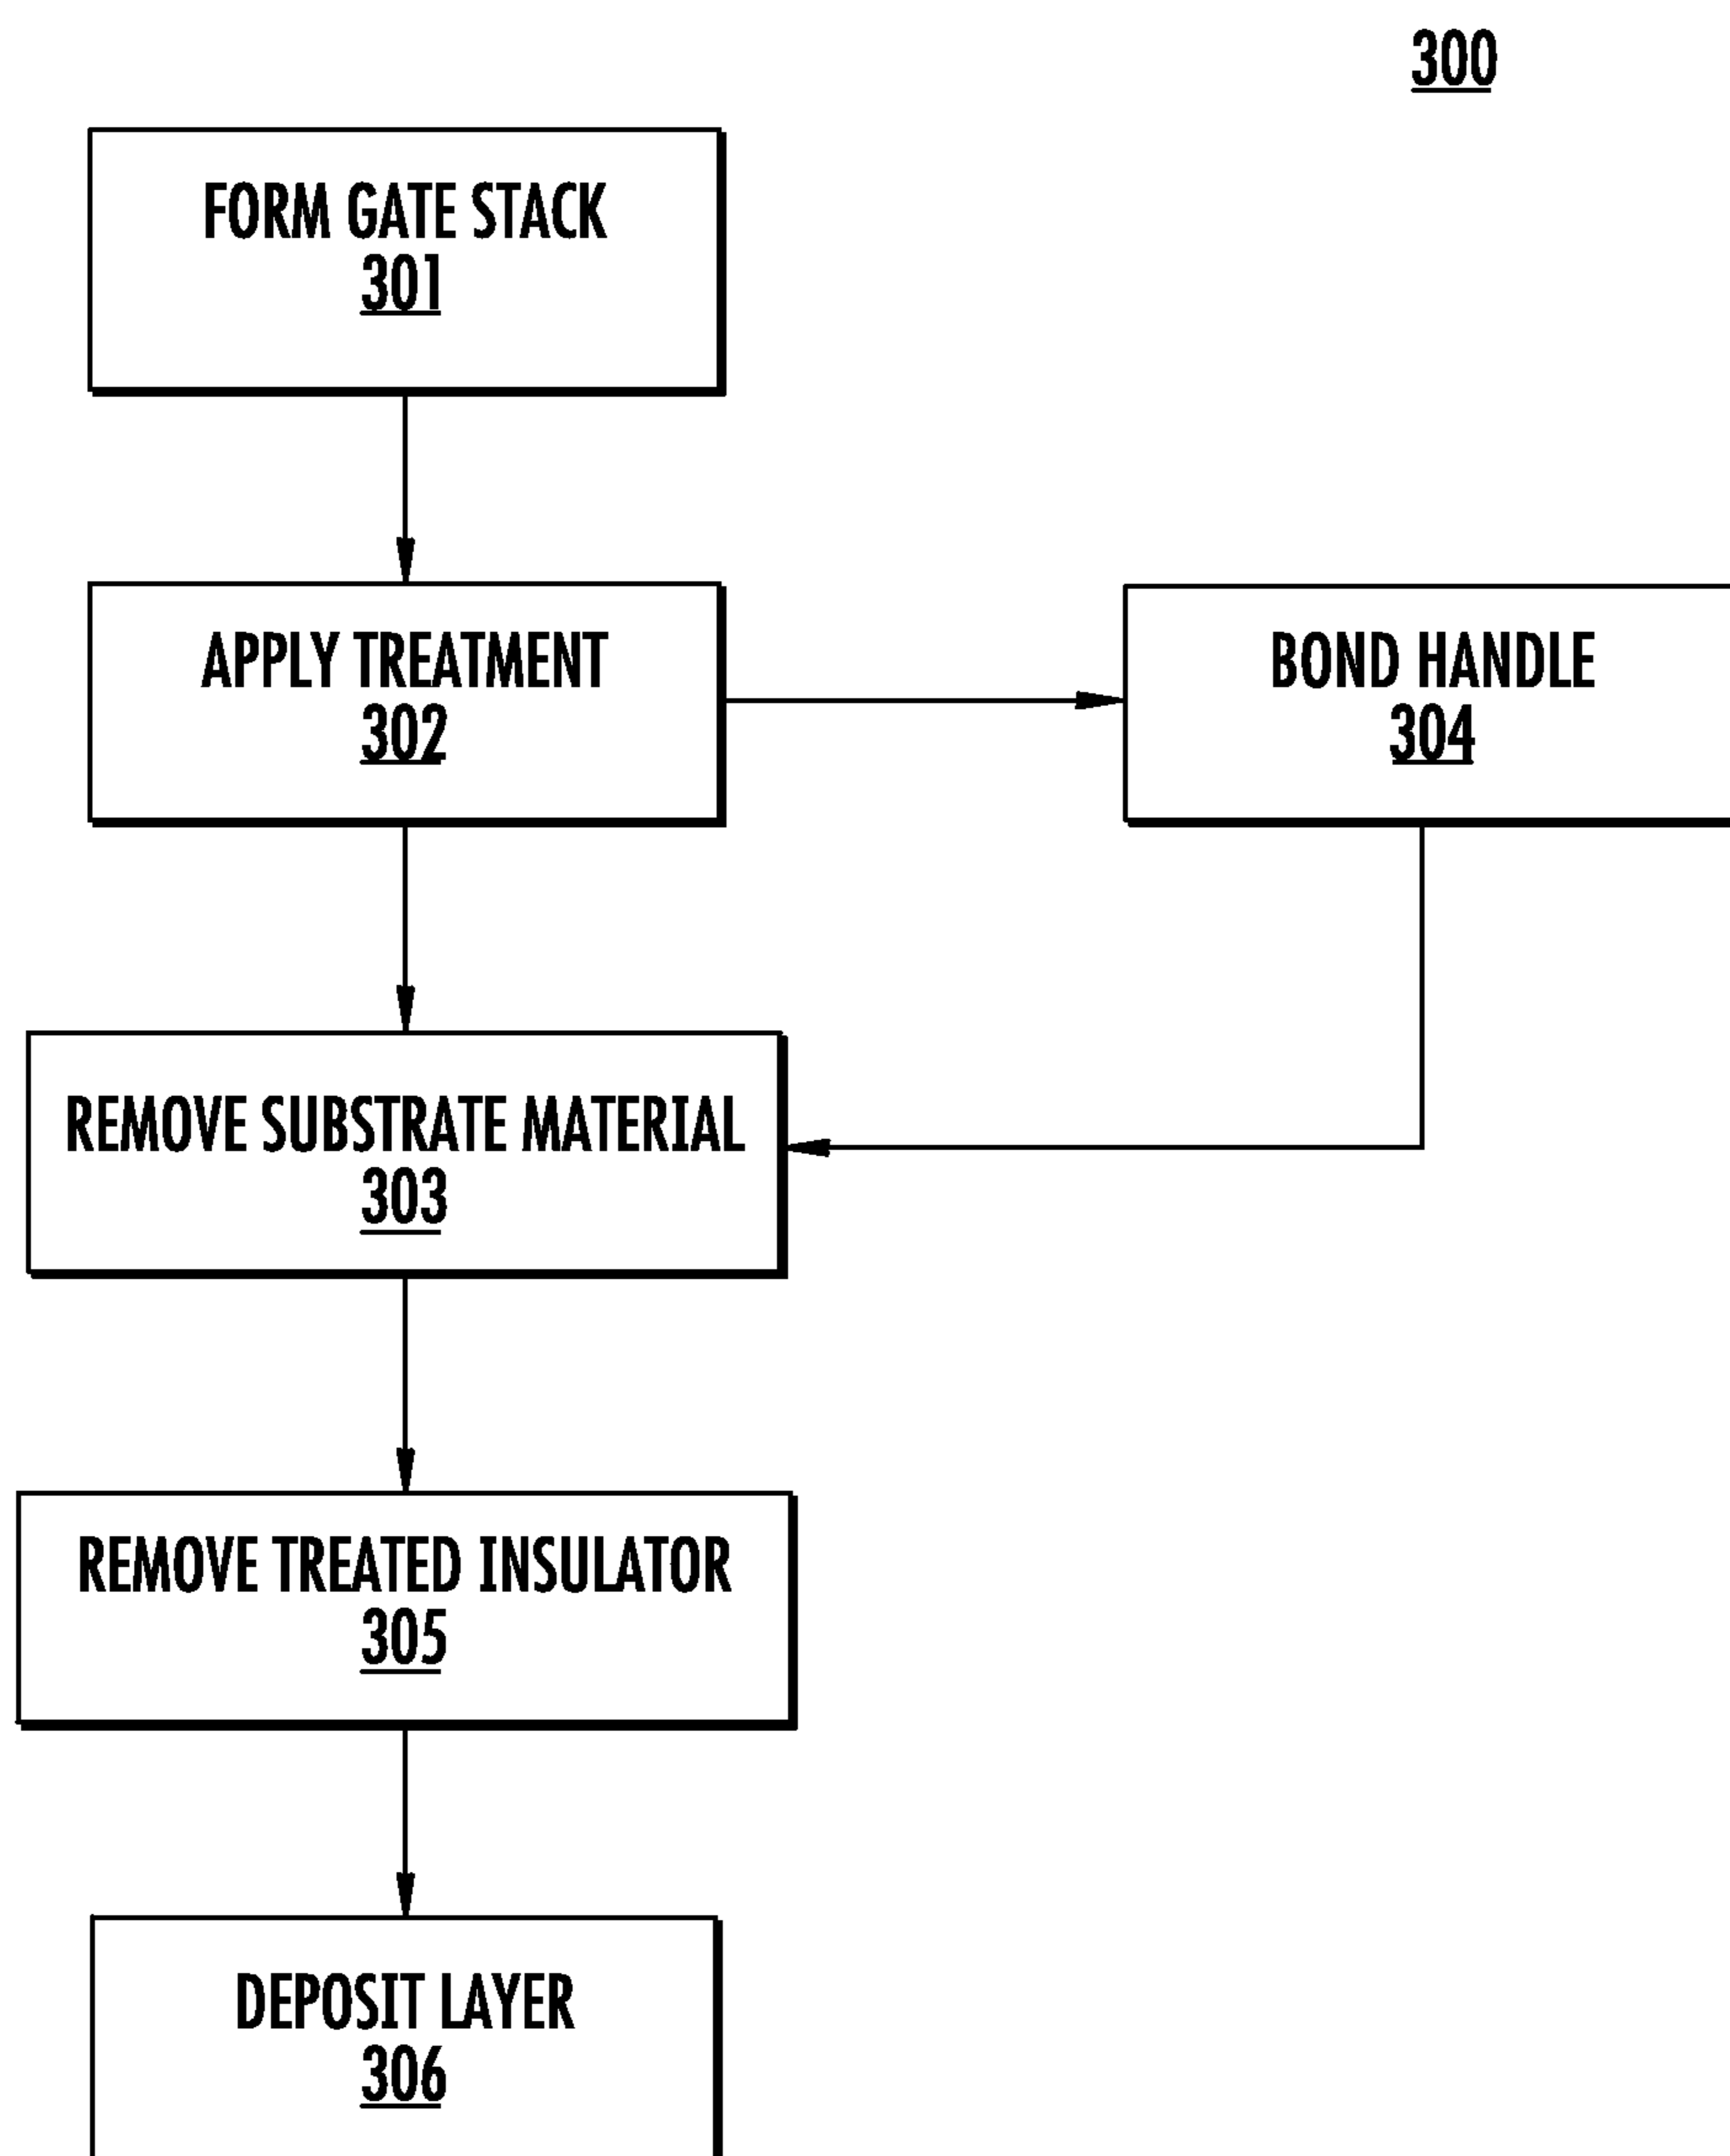 300
FORM GATE STACK
301
APPLY TREATMENT
302
BOND HANDLE
304
REMOVE SUBSTRATE MATERIAL
303
REMOVE TREATED INSULATOR
305
DEPOSIT LAYER
306